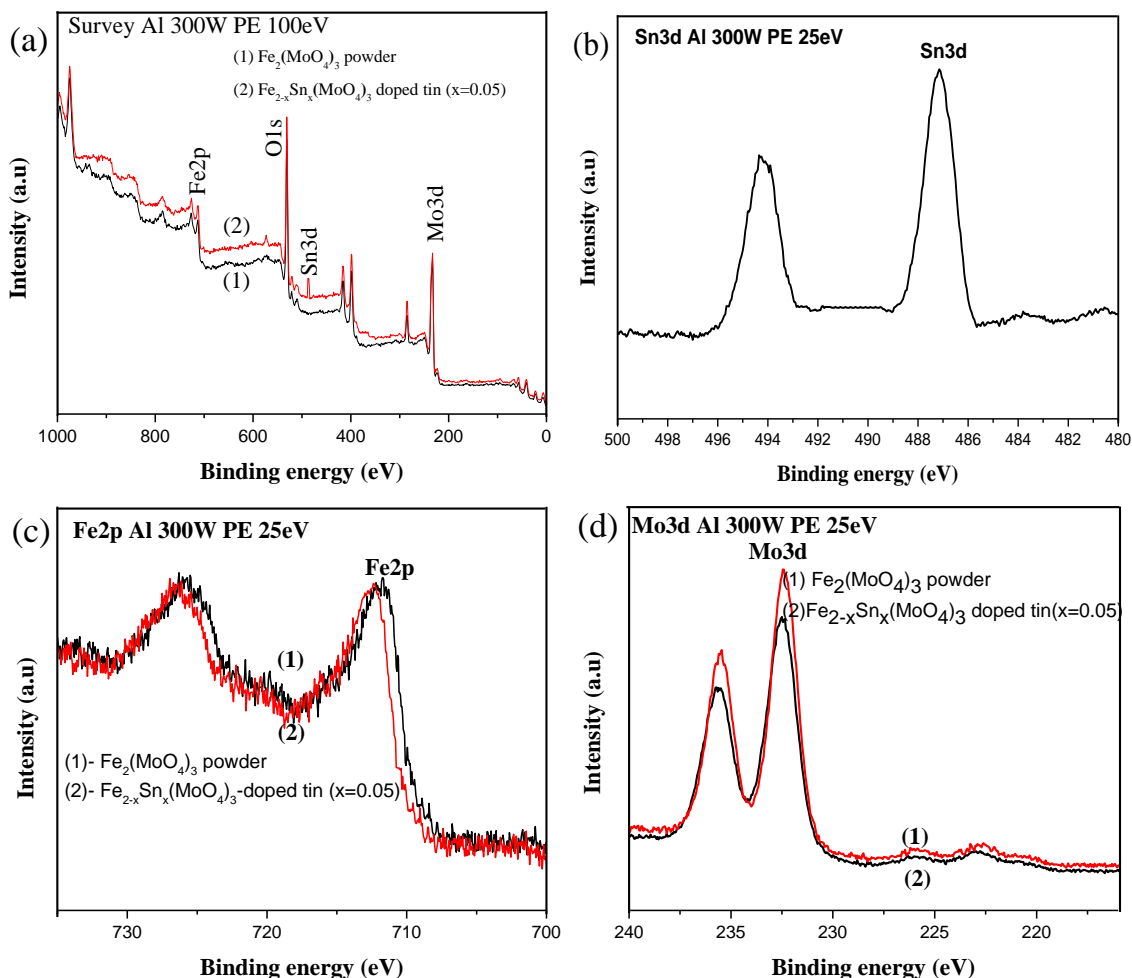 (a)
Survey Al 300W PE 100eV
(1) Fe2(MoO4)3 powder
(2) Fe2-xSnx(MoO4)3 doped tin (x=0.05)
Fe2p
O1s
Sn3d
Mo3d
(2)
(1)
Intensity (a.u)
1000 800 600 400 200 0
Binding energy (eV)
(b)
Sn3d Al 300W PE 25eV
Sn3d
Intensity (a.u)
500 498 496 494 492 490 488 486 484 482 480
Binding energy (eV)
(c)
Fe2p Al 300W PE 25eV
Fe2p
(1)
(2)
(1)- Fe2(MoO4)3 powder
(2)- Fe2-xSnx(MoO4)3-doped tin (x=0.05)
Intensity (a.u)
730 720 710 700
Binding energy (eV)
(d)
Mo3d Al 300W PE 25eV
Mo3d
(1) Fe2(MoO4)3 powder
(2)Fe2-xSnx(MoO4)3 doped tin(x=0.05)
(1)
(2)
Intensity (a.u)
240 235 230 225 220
Binding energy (eV)